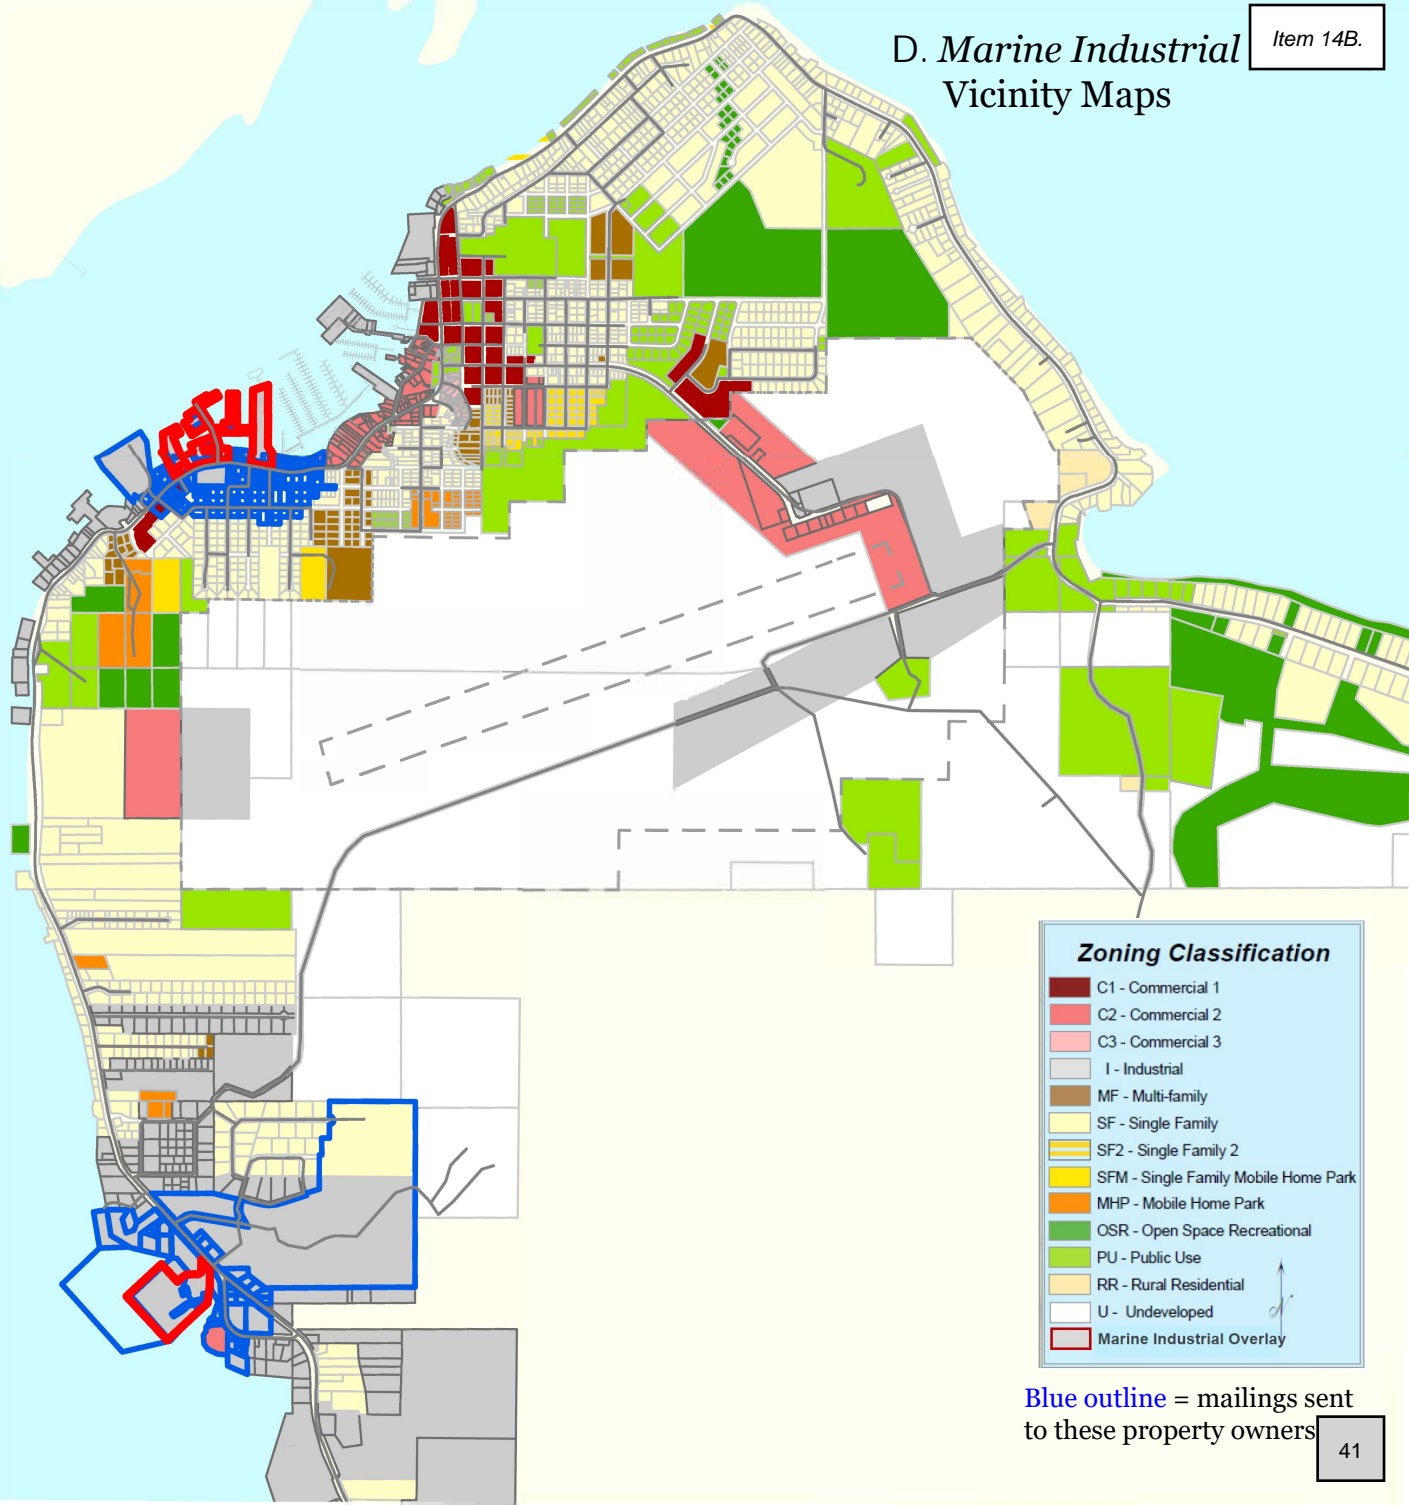 D. Marine Industrial
Vicinity Maps
Item 14B.
Zoning Classification
C1 - Commercial 1
C2 - Commercial 2
C3 - Commercial 3
I - Industrial
MF - Multi-family
SF - Single Family
SF2 - Single Family 2
SFM - Single Family Mobile Home Park
MHP - Mobile Home Park
OSR - Open Space Recreational
PU - Public Use
RR - Rural Residential
U - Undeveloped
N
Marine Industrial Overlay
Blue outline = mailings sent
to these property owners
41